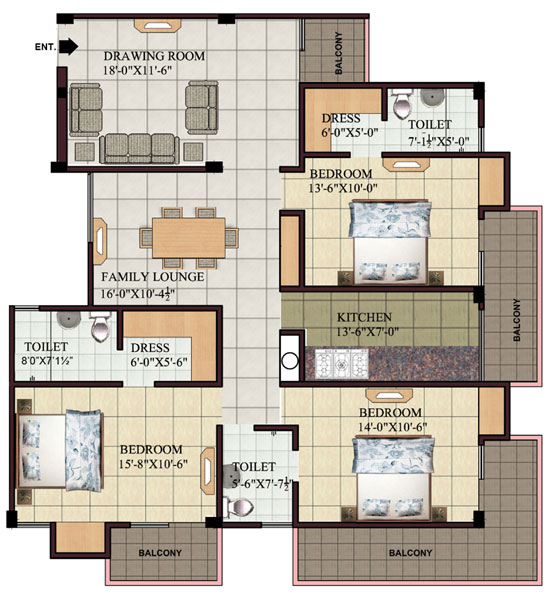 ENT.
DRAWING ROOM
18'-0"X11'-6"
BALCONY
DRESS
6'-0"X5'-0"
TOILET
7'-1½"X5'-0"
BEDROOM
13'-6"X10'-0"
FAMILY LOUNGE
16'-0"X10'-4½"
BALCONY
KITCHEN
13'-6"X7'-0"
TOILET
8'0"X7'1½"
DRESS
6'-0"X5'-6"
BEDROOM
14'-0"X10'-6"
BEDROOM
15'-8"X10'-6"
TOILET
5'-6"X7'-7½"
BALCONY
BALCONY